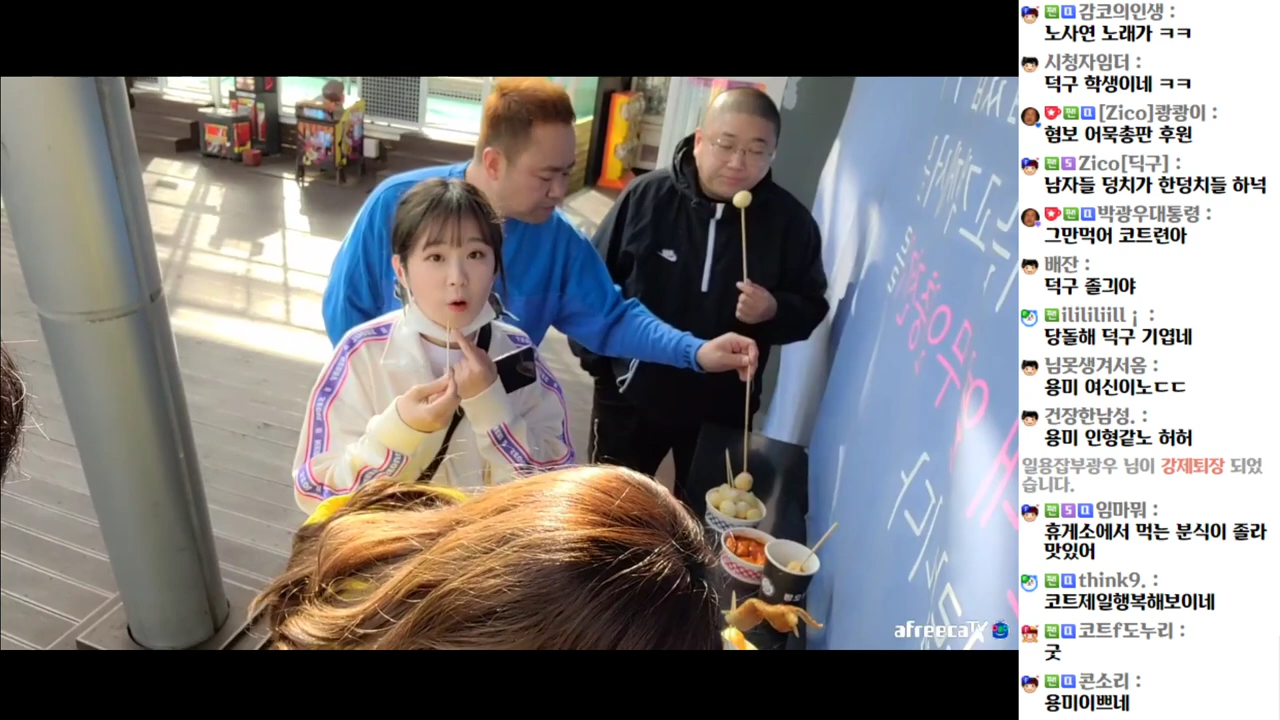 감코의인생 :
노사연 노래가 ㅋㅋ
시청자임더 :
덕구 학생이네 ㅋㅋ
[Zico]쾅쾅이 :
협보 어묵총판 후원
Zico[덕구] :
남자들 덩치가 한덩치들 하넉
박광우대통령 :
그만먹어 코트련아
배잔 :
덕구 졸긔야
ilililiill ¡ :
당돌해 덕구 기엽네
님못생겨서옴 :
용미 여신이노ㄷㄷ
건장한남성. :
용미 인형같노 허허
일용잡부광우 님이 강제퇴장 되었
습니다.
임마뭐 :
휴게소에서 먹는 분식이 졸라
맛있어
think9. :
코트제일행복해보이네
코트f도누리 :
굿
콘소리 :
용미이쁘네
afreecaTV